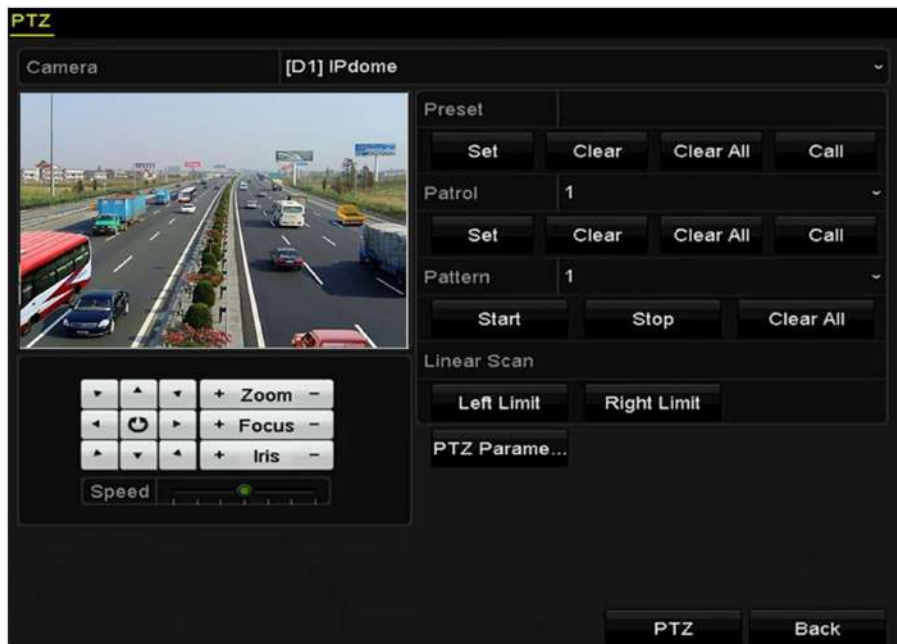 PTZ
Camera [D1] IPdome
Preset
Set Clear Clear All Call
Patrol 1
Set Clear Clear All Call
Pattern 1
Start Stop Clear All
Linear Scan
Left Limit Right Limit
PTZ Parame...
+ Zoom -
+ Focus -
+ Iris -
Speed
PTZ Back